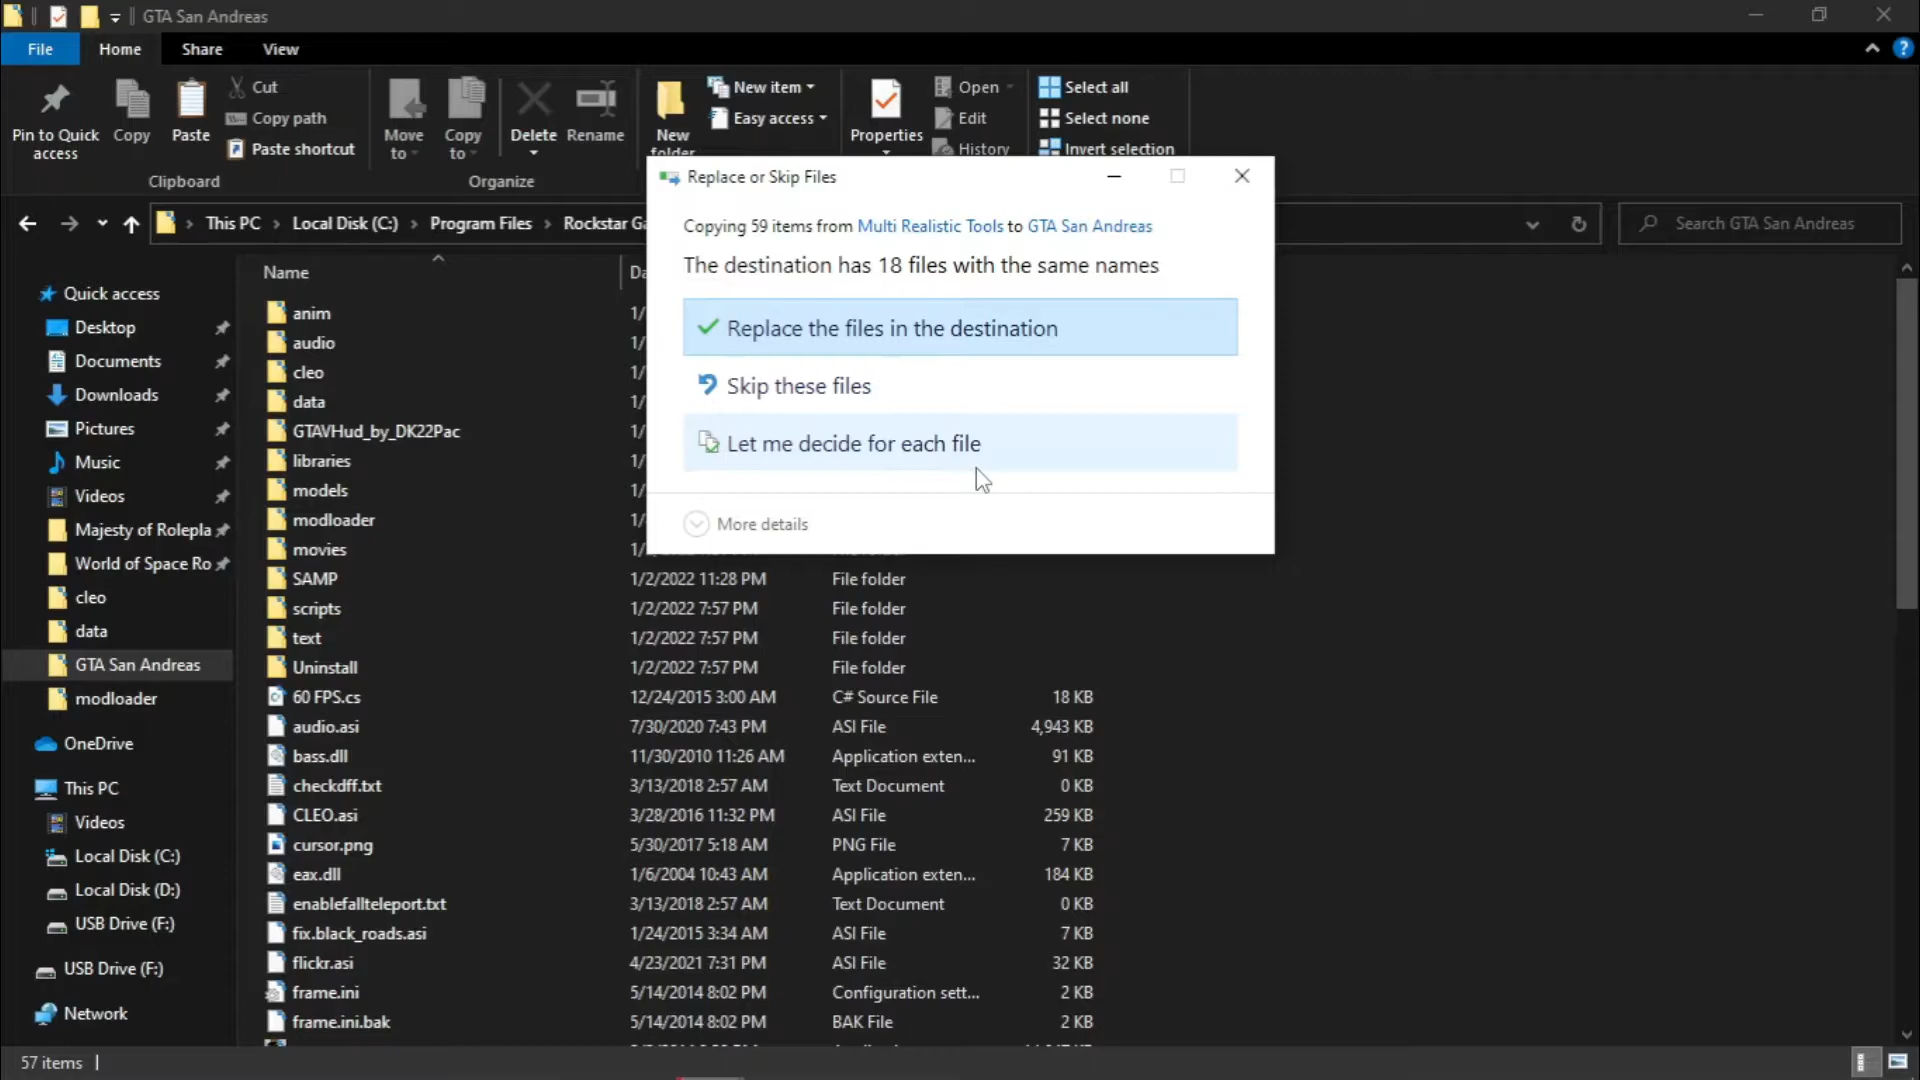 GTA San Andreas
File Home Share View
Pin to Quick access
Copy
Paste
Cut
Copy path
Paste shortcut
Clipboard
Move to
Copy to
Delete
Rename
Organize
New folder
New item
Easy access
Properties
Open
Edit
History
Select all
Select none
Invert selection
This PC Local Disk (C:) Program Files Rockstar Ga
Search GTA San Andreas
Replace or Skip Files
Copying 59 items from Multi Realistic Tools to GTA San Andreas
The destination has 18 files with the same names
Replace the files in the destination
Skip these files
Let me decide for each file
More details
Quick access
Desktop
Documents
Downloads
Pictures
Music
Videos
Majesty of Rolepla
World of Space Ro
cleo
data
GTA San Andreas
modloader
OneDrive
This PC
Videos
Local Disk (C:)
Local Disk (D:)
USB Drive (F:)
USB Drive (F:)
Network
Name Da
anim 1/
audio 1/
cleo 1/
data 1/
GTAVHud_by_DK22Pac 1/
libraries 1/
models 1/
modloader 1/
movies 1/
SAMP 1/2/2022 11:28 PM File folder
scripts 1/2/2022 7:57 PM File folder
text 1/2/2022 7:57 PM File folder
Uninstall 1/2/2022 7:57 PM File folder
60 FPS.cs 12/24/2015 3:00 AM C# Source File 18 KB
audio.asi 7/30/2020 7:43 PM ASI File 4,943 KB
bass.dll 11/30/2010 11:26 AM Application exten... 91 KB
checkdff.txt 3/13/2018 2:57 AM Text Document 0 KB
CLEO.asi 3/28/2016 11:32 PM ASI File 259 KB
cursor.png 5/30/2017 5:18 AM PNG File 7 KB
eax.dll 1/6/2004 10:43 AM Application exten... 184 KB
enablefallteleport.txt 3/13/2018 2:57 AM Text Document 0 KB
fix.black_roads.asi 1/24/2015 3:34 AM ASI File 7 KB
flickr.asi 4/23/2021 7:31 PM ASI File 32 KB
frame.ini 5/14/2014 8:02 PM Configuration sett... 2 KB
frame.ini.bak 5/14/2014 8:02 PM BAK File 2 KB
57 items